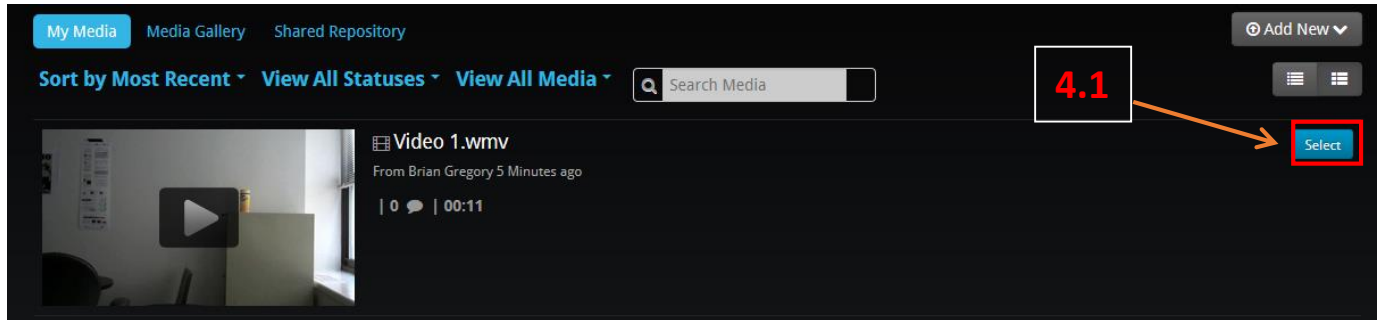 My Media Media Gallery Shared Repository Add New
Sort by Most Recent View All Statuses View All Media Search Media
4.1
Video 1.wmv
Select
From Brian Gregory 5 Minutes ago
| 0 | 00:11